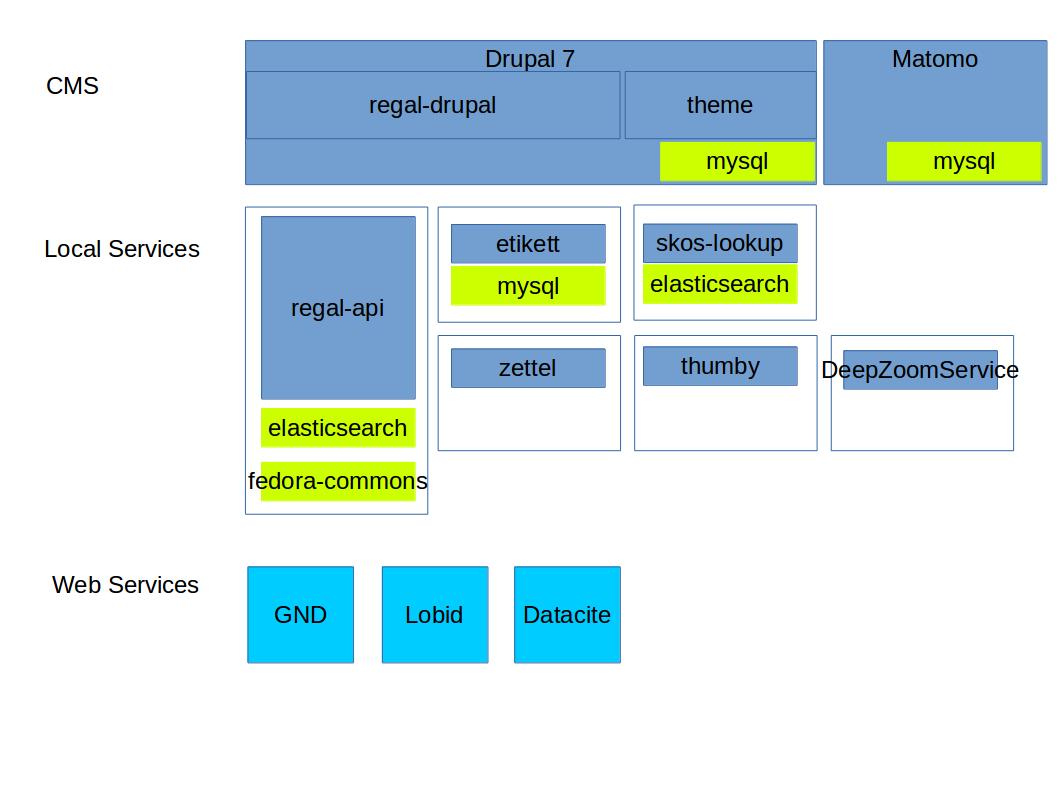 CMS
Drupal 7
Matomo
regal-drupal
theme
mysql
mysql
Local Services
regal-api
etikett
mysql
skos-lookup
elasticsearch
zettel
thumby
DeepZoomService
elasticsearch
fedora-commons
Web Services
GND
Lobid
Datacite